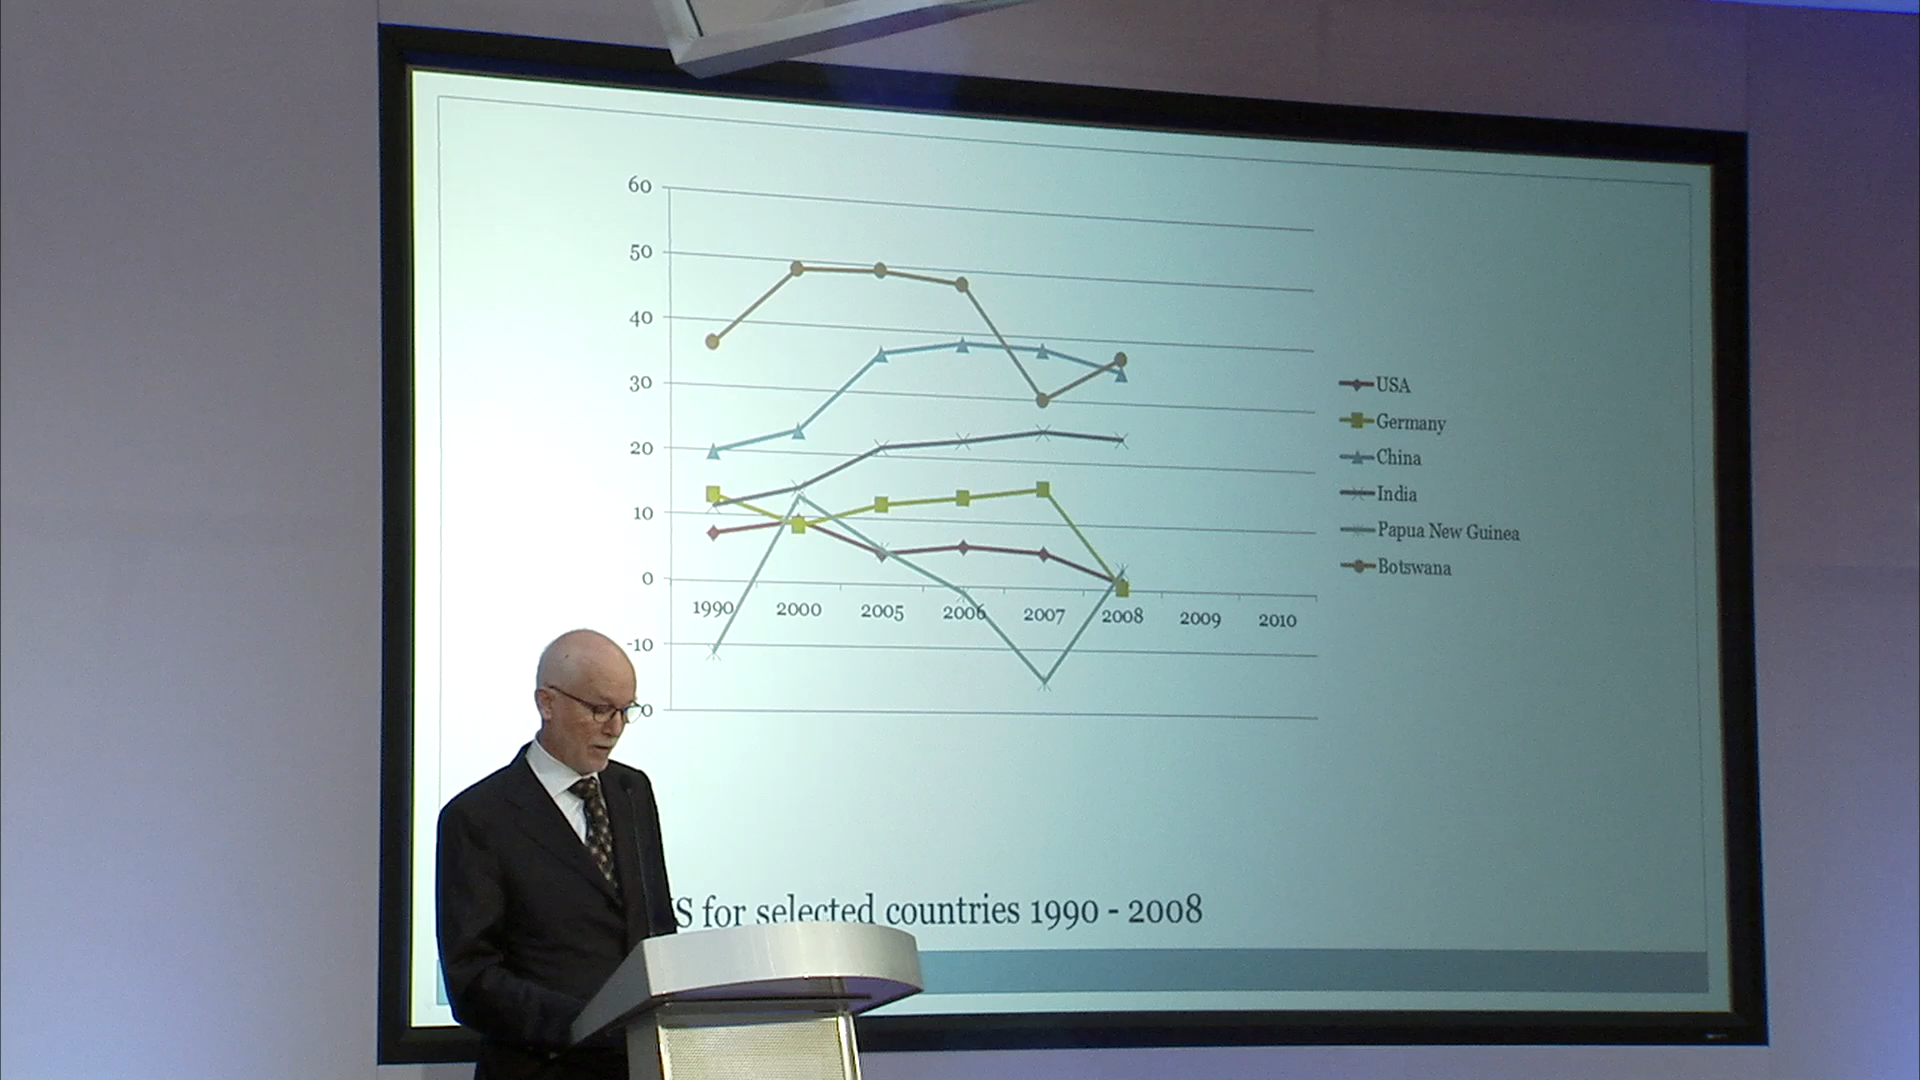 60
50
40
30
20
10
0
-10
0
1990 2000 2005 2006 2007 2008 2009 2010
USA
Germany
China
India
Papua New Guinea
Botswana
S for selected countries 1990 - 2008